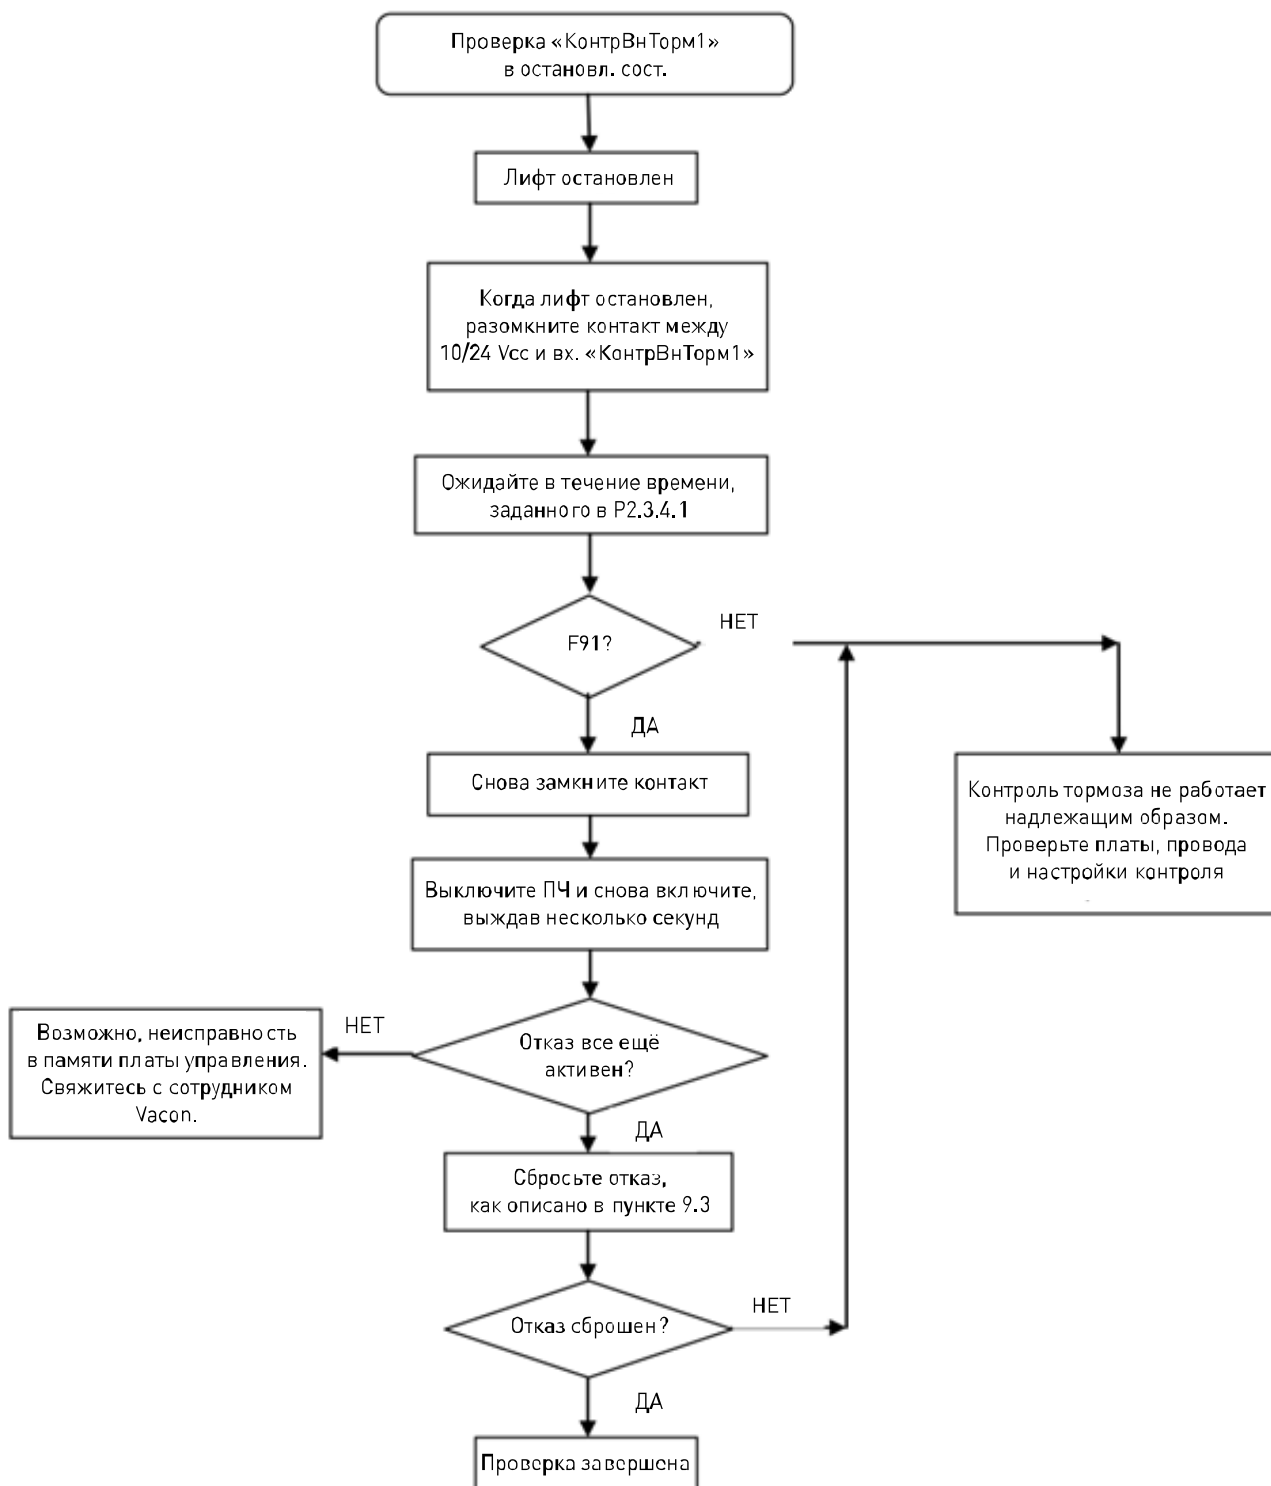 Проверка «КонтрВнТорм1»
в остановл. сост.
Лифт остановлен
Когда лифт остановлен,
разомкните контакт между
10/24 Vcc и вх. «КонтрВнТорм1»
Ожидайте в течение времени,
заданного в P2.3.4.1
F91?
НЕТ
ДА
Снова замкните контакт
Контроль тормоза не работает
надлежащим образом.
Проверьте платы, провода
и настройки контроля
Выключите ПЧ и снова включите,
выждав несколько секунд
Отказ все ещё
активен?
НЕТ
Возможно, неисправность
в памяти платы управления.
Свяжитесь с сотрудником
Vacon.
ДА
Сбросьте отказ,
как описано в пункте 9.3
Отказ сброшен?
НЕТ
ДА
Проверка завершена